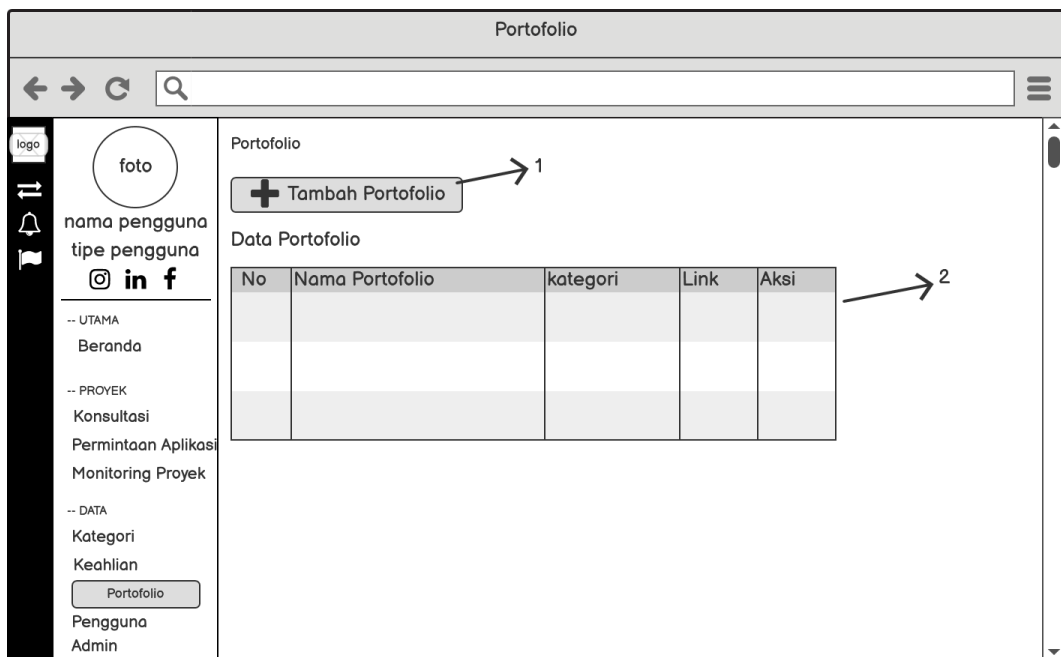 Portofolio
logo
foto
nama pengguna
tipe pengguna
in f
-- UTAMA
Beranda
-- PROYEK
Konsultasi
Permintaan Aplikasi
Monitoring Proyek
-- DATA
Kategori
Keahlian
Portofolio
Pengguna
Admin
Portofolio
Tambah Portofolio
1
Data Portofolio
No Nama Portofolio kategori Link Aksi
2